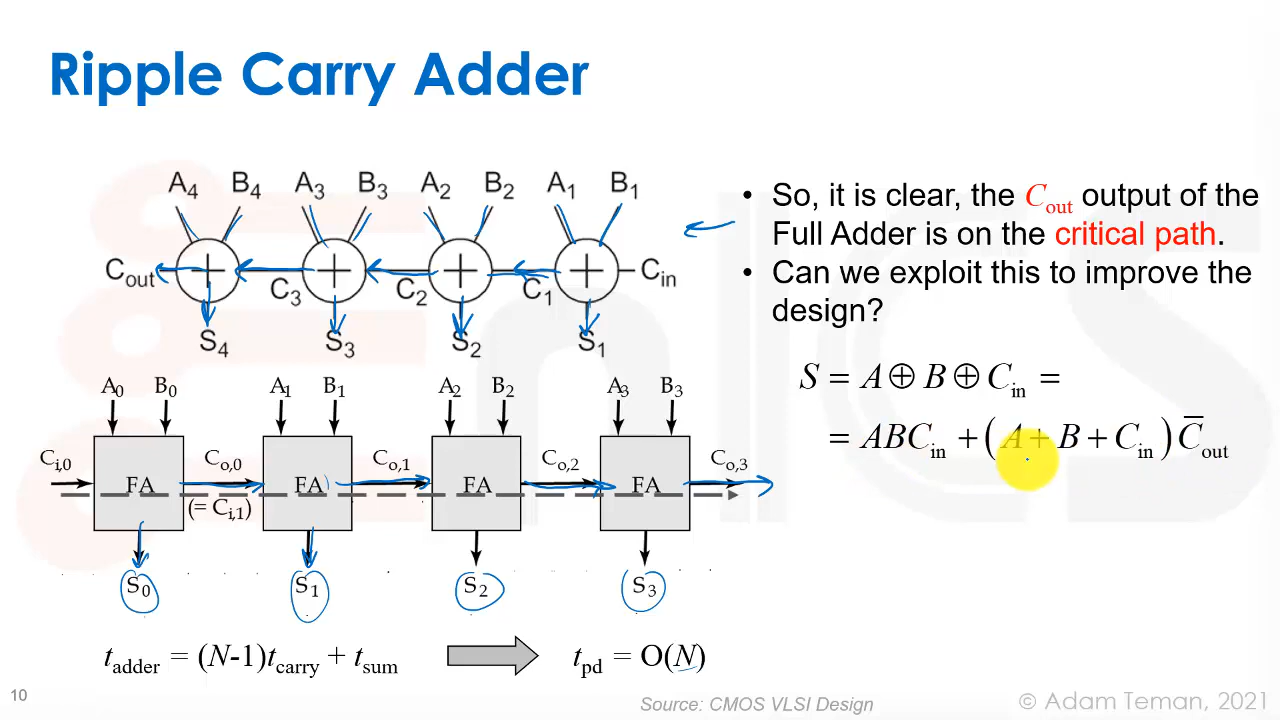 Ripple Carry Adder
A₄ B₄ A₃ B₃ A₂ B₂ A₁ B₁
C_out C₃ C₂ C₁ C_in
S₄ S₃ S₂ S₁
A₀ B₀ A₁ B₁ A₂ B₂ A₃ B₃
C_i,0 C_o,0 C_o,1 C_o,2 C_o,3
FA FA FA FA
(= C_i,1)
S₀ S₁ S₂ S₃
t_adder = (N-1)t_carry + t_sum t_pd = O(N)
• So, it is clear, the C_out output of the
Full Adder is on the critical path.
• Can we exploit this to improve the
design?
S = A ⊕ B ⊕ C_in =
= ABC_in + (A + B + C_in) C̅_out
10
Source: CMOS VLSI Design
© Adam Teman, 2021